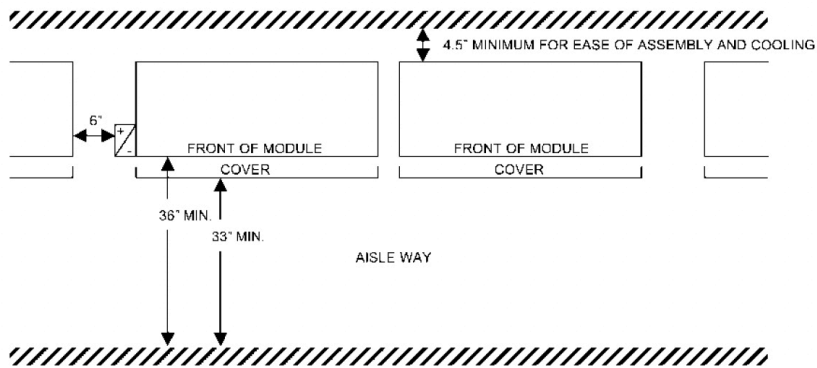 4.5" MINIMUM FOR EASE OF ASSEMBLY AND COOLING
6"
+
-
FRONT OF MODULE
FRONT OF MODULE
COVER
COVER
36" MIN.
33" MIN.
AISLE WAY